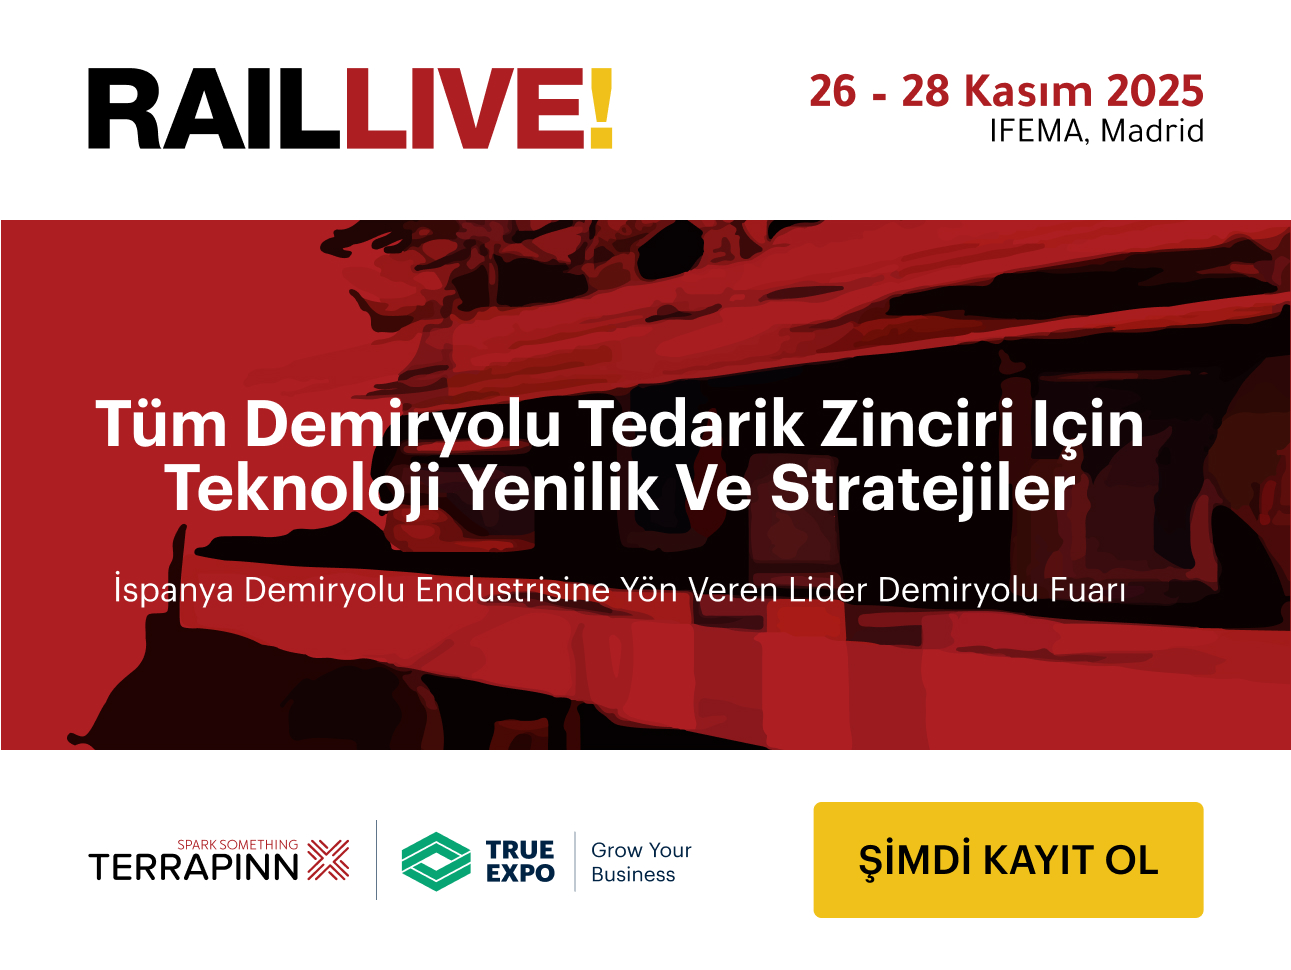 RAILLIVE!
26 - 28 Kasım 2025
IFEMA, Madrid
Tüm Demiryolu Tedarik Zinciri Için
Teknoloji Yenilik Ve Stratejiler
İspanya Demiryolu Endustrisine Yön Veren Lider Demiryolu Fuarı
SPARK SOMETHING
TERRAPINN
TRUE
EXPO
Grow Your
Business
ŞİMDİ KAYIT OL